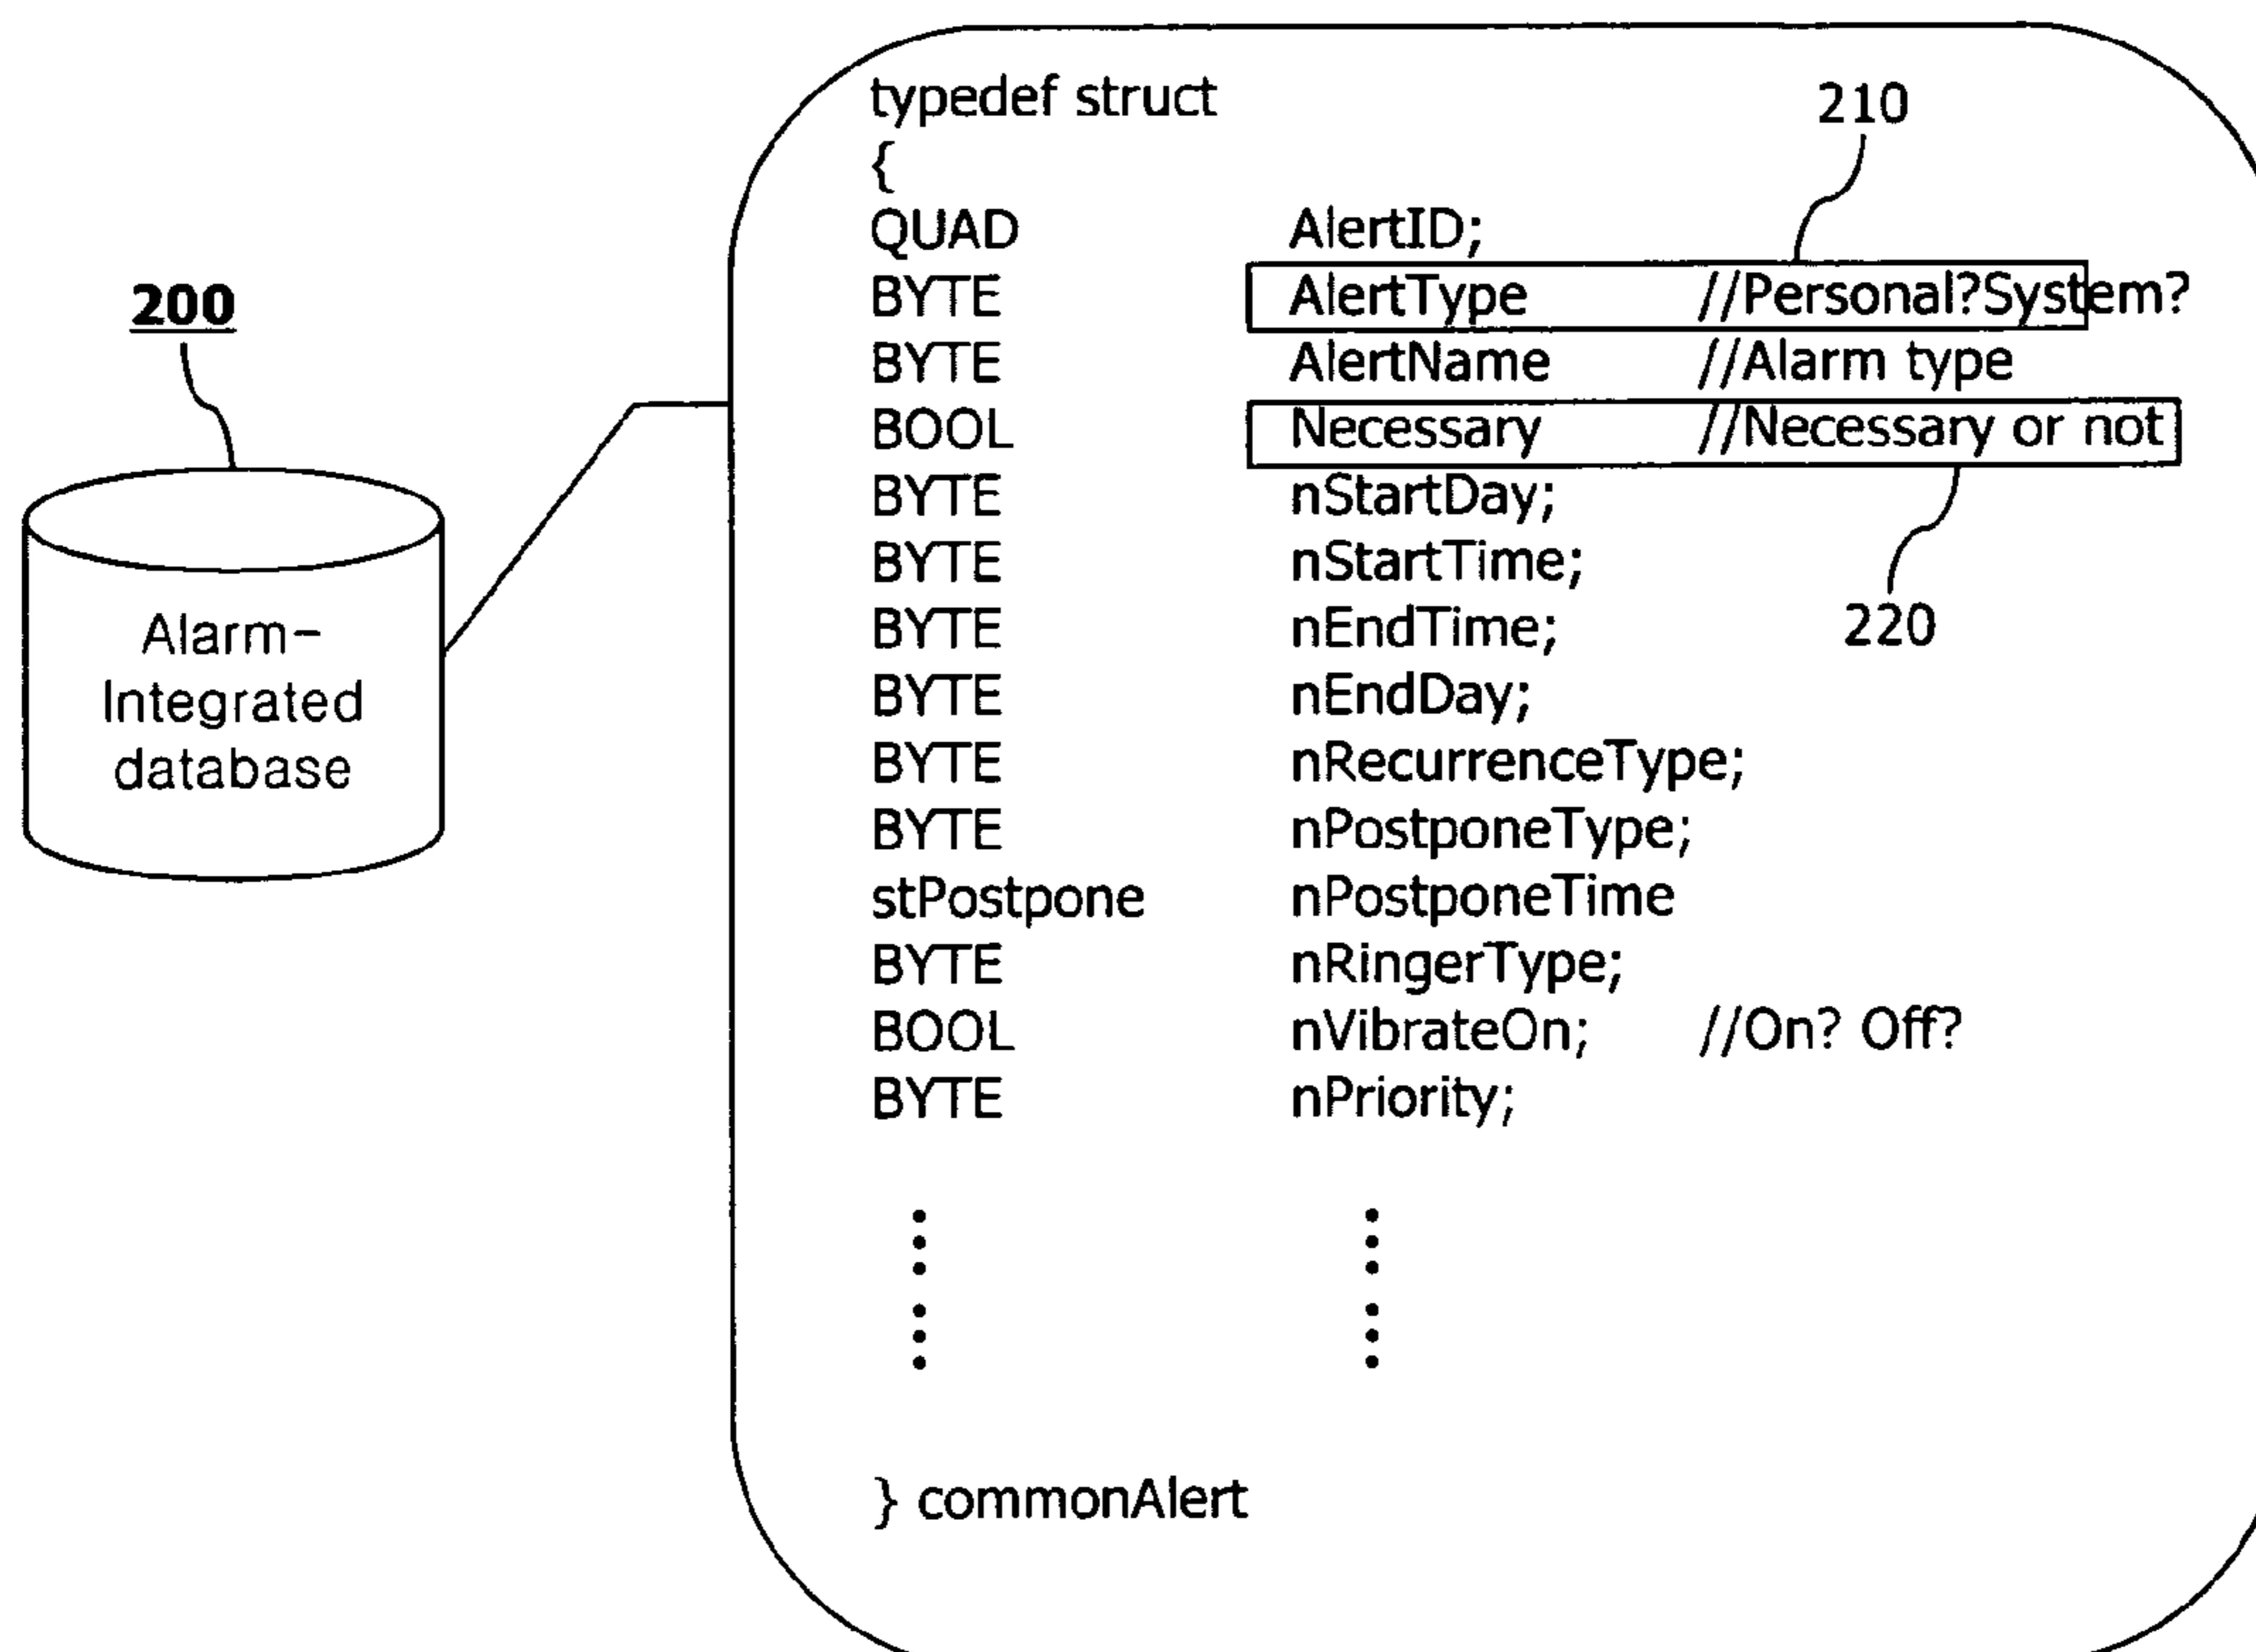 200
Alarm-
Integrated
database
typedef struct
210
{
QUAD AlertID;
BYTE AlertType //Personal?System?
BYTE AlertName //Alarm type
BOOL Necessary //Necessary or not
BYTE nStartDay;
BYTE nStartTime;
BYTE nEndTime;
220
BYTE nEndDay;
BYTE nRecurrenceType;
BYTE nPostponeType;
stPostpone nPostponeTime
BYTE nRingerType;
BOOL nVibrateOn; //On? Off?
BYTE nPriority;
} commonAlert